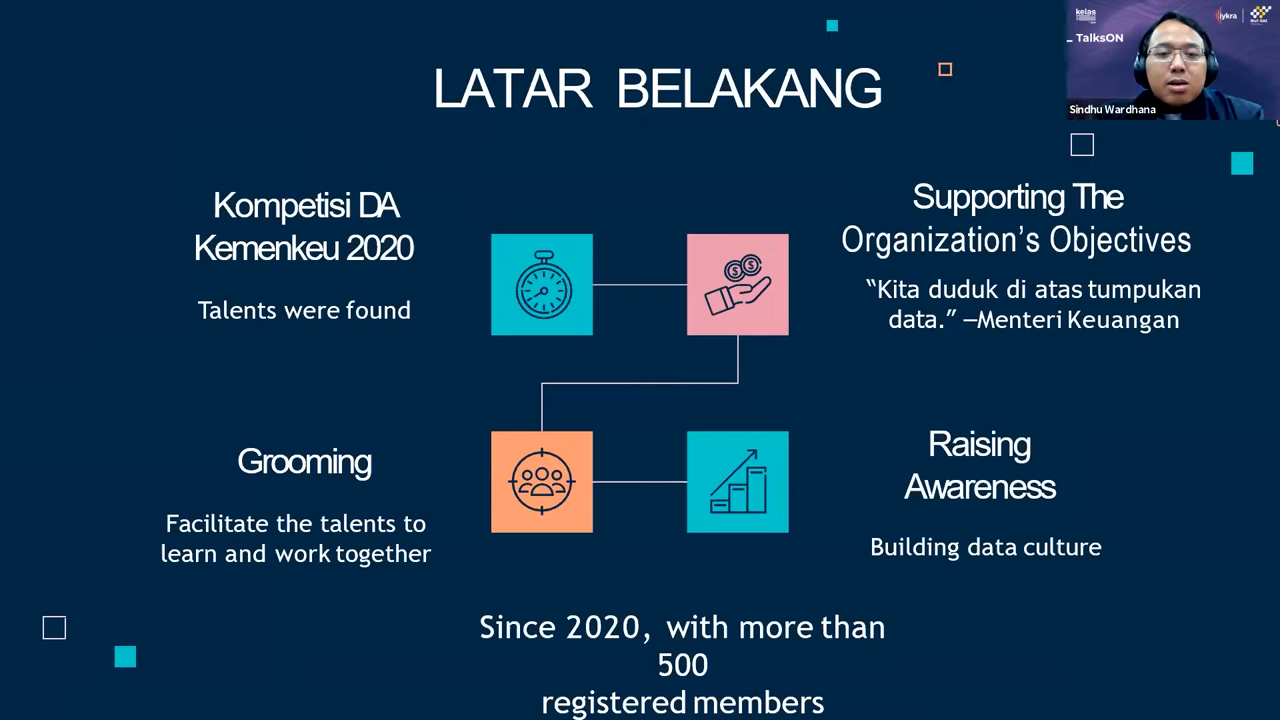 LATAR BELAKANG
kelas
iykra
TalksON
Sindhu Wardhana
Kompetisi DA
Kemenkeu 2020
Talents were found
Supporting The
Organization’s Objectives
“Kita duduk di atas tumpukan
data.” —Menteri Keuangan
Grooming
Facilitate the talents to
learn and work together
Raising
Awareness
Building data culture
Since 2020, with more than
500
registered members